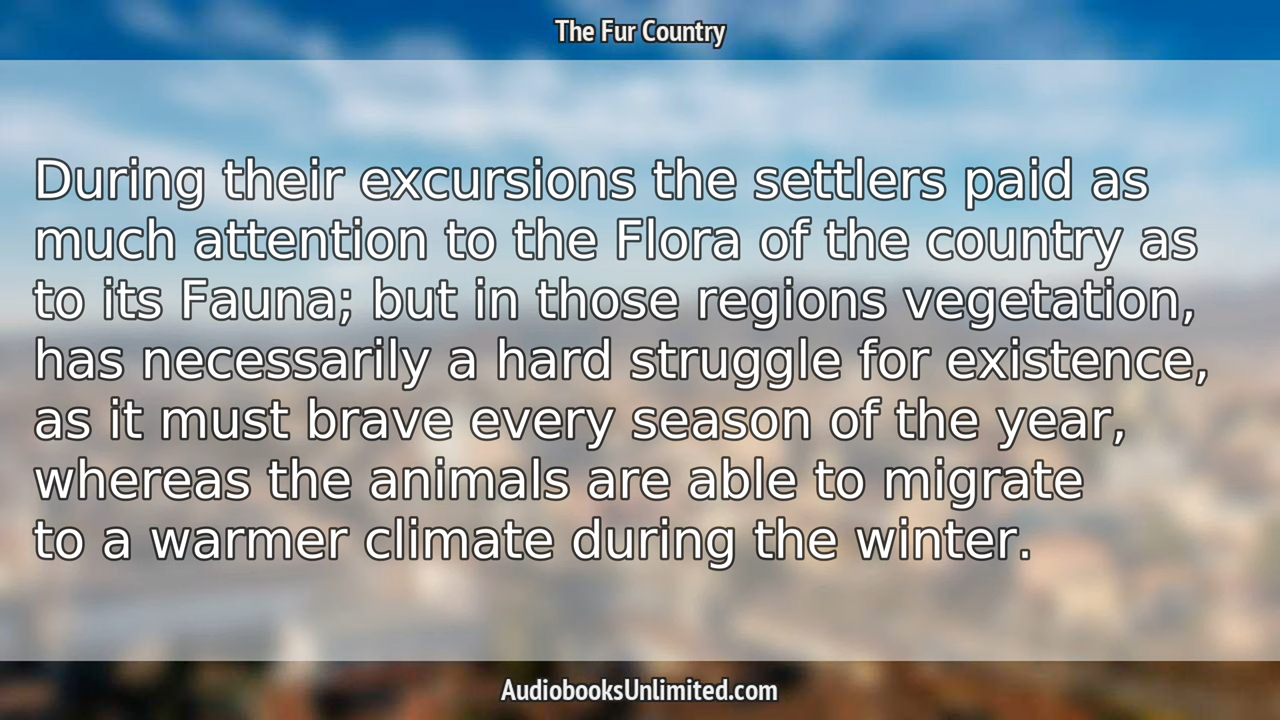 The Fur Country
During their excursions the settlers paid as
much attention to the Flora of the country as
to its Fauna; but in those regions vegetation,
has necessarily a hard struggle for existence,
as it must brave every season of the year,
whereas the animals are able to migrate
to a warmer climate during the winter.
AudiobooksUnlimited.com